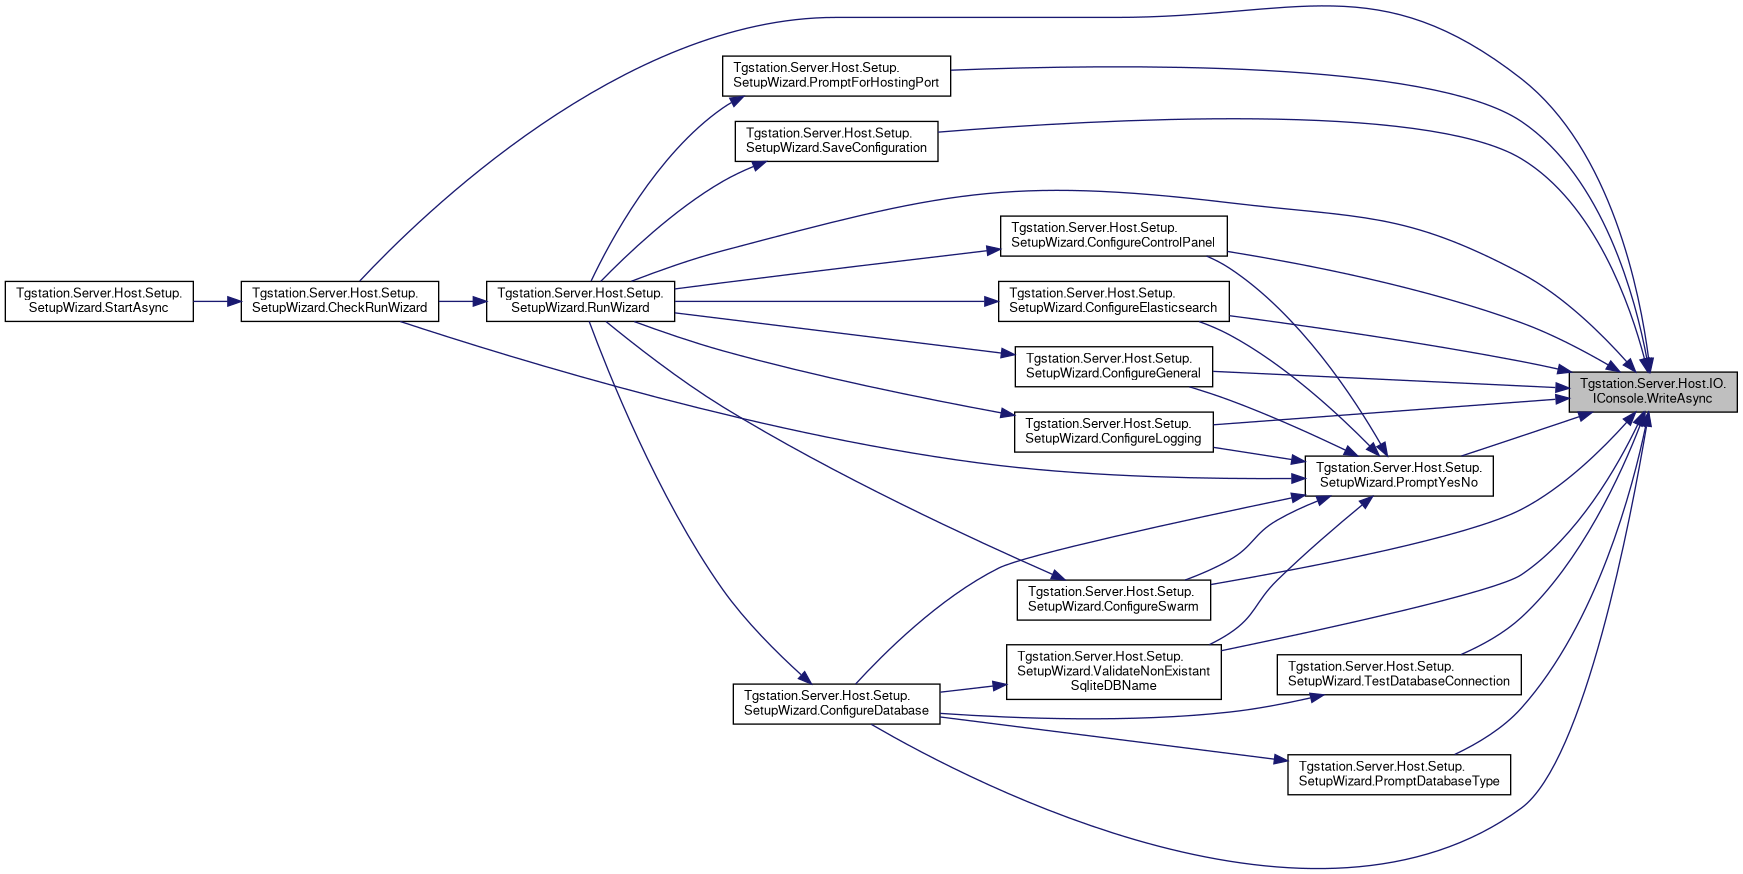 Tgstation.Server.Host.Setup.
SetupWizard.PromptForHostingPort
Tgstation.Server.Host.Setup.
SetupWizard.SaveConfiguration
Tgstation.Server.Host.Setup.
SetupWizard.ConfigureControlPanel
Tgstation.Server.Host.Setup.
SetupWizard.StartAsync
Tgstation.Server.Host.Setup.
SetupWizard.CheckRunWizard
Tgstation.Server.Host.Setup.
SetupWizard.RunWizard
Tgstation.Server.Host.Setup.
SetupWizard.ConfigureElasticsearch
Tgstation.Server.Host.Setup.
SetupWizard.ConfigureGeneral
Tgstation.Server.Host.IO.
IConsole.WriteAsync
Tgstation.Server.Host.Setup.
SetupWizard.ConfigureLogging
Tgstation.Server.Host.Setup.
SetupWizard.PromptYesNo
Tgstation.Server.Host.Setup.
SetupWizard.ConfigureSwarm
Tgstation.Server.Host.Setup.
SetupWizard.ValidateNonExistant
SqliteDBName
Tgstation.Server.Host.Setup.
SetupWizard.TestDatabaseConnection
Tgstation.Server.Host.Setup.
SetupWizard.ConfigureDatabase
Tgstation.Server.Host.Setup.
SetupWizard.PromptDatabaseType